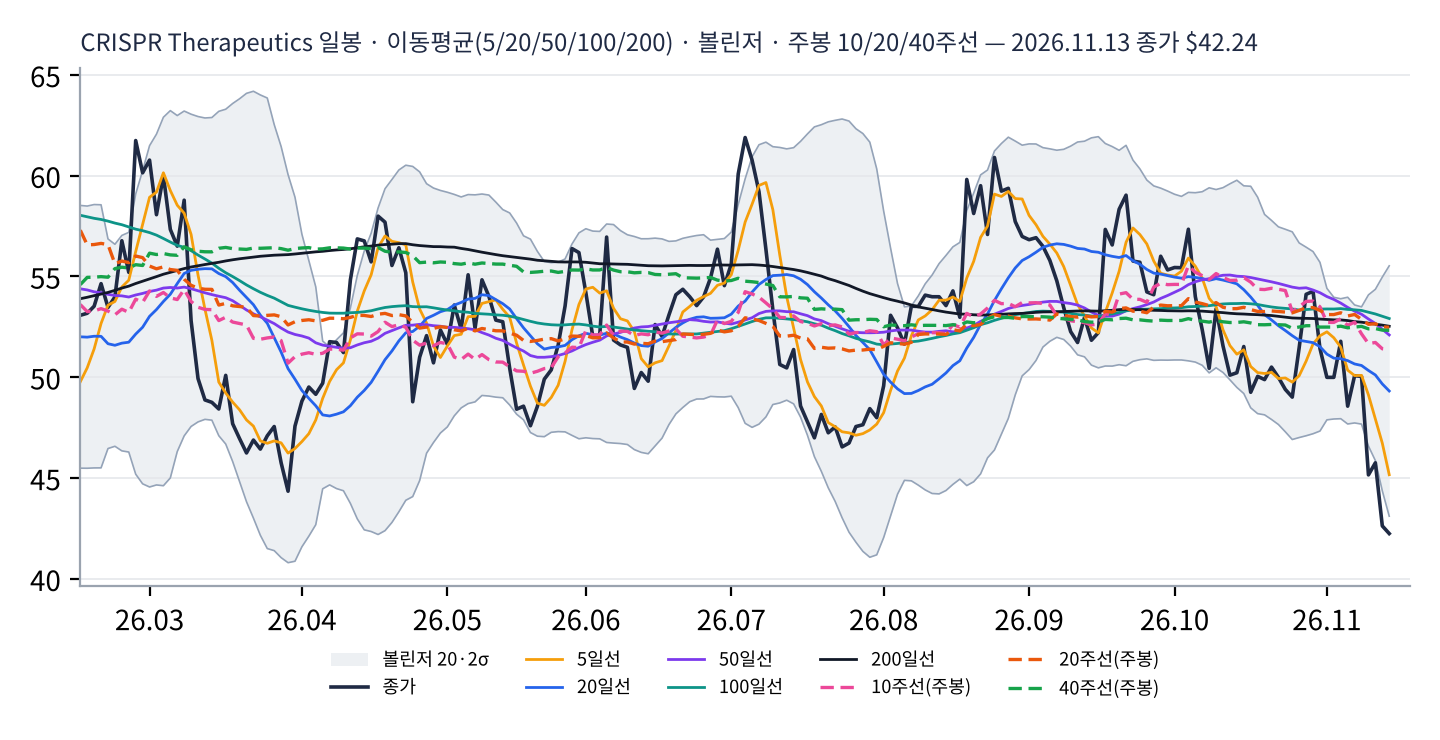 CRISPR Therapeutics 일봉 · 이동평균(5/20/50/100/200) · 볼린저 · 주봉 10/20/40주선 — 2026.11.13 종가 $42.24
65
60
55
50
45
40
26.03 26.04 26.05 26.06 26.07 26.08 26.09 26.10 26.11
볼린저 20·2σ 5일선 50일선 200일선 20주선(주봉)
종가 20일선 100일선 10주선(주봉) 40주선(주봉)